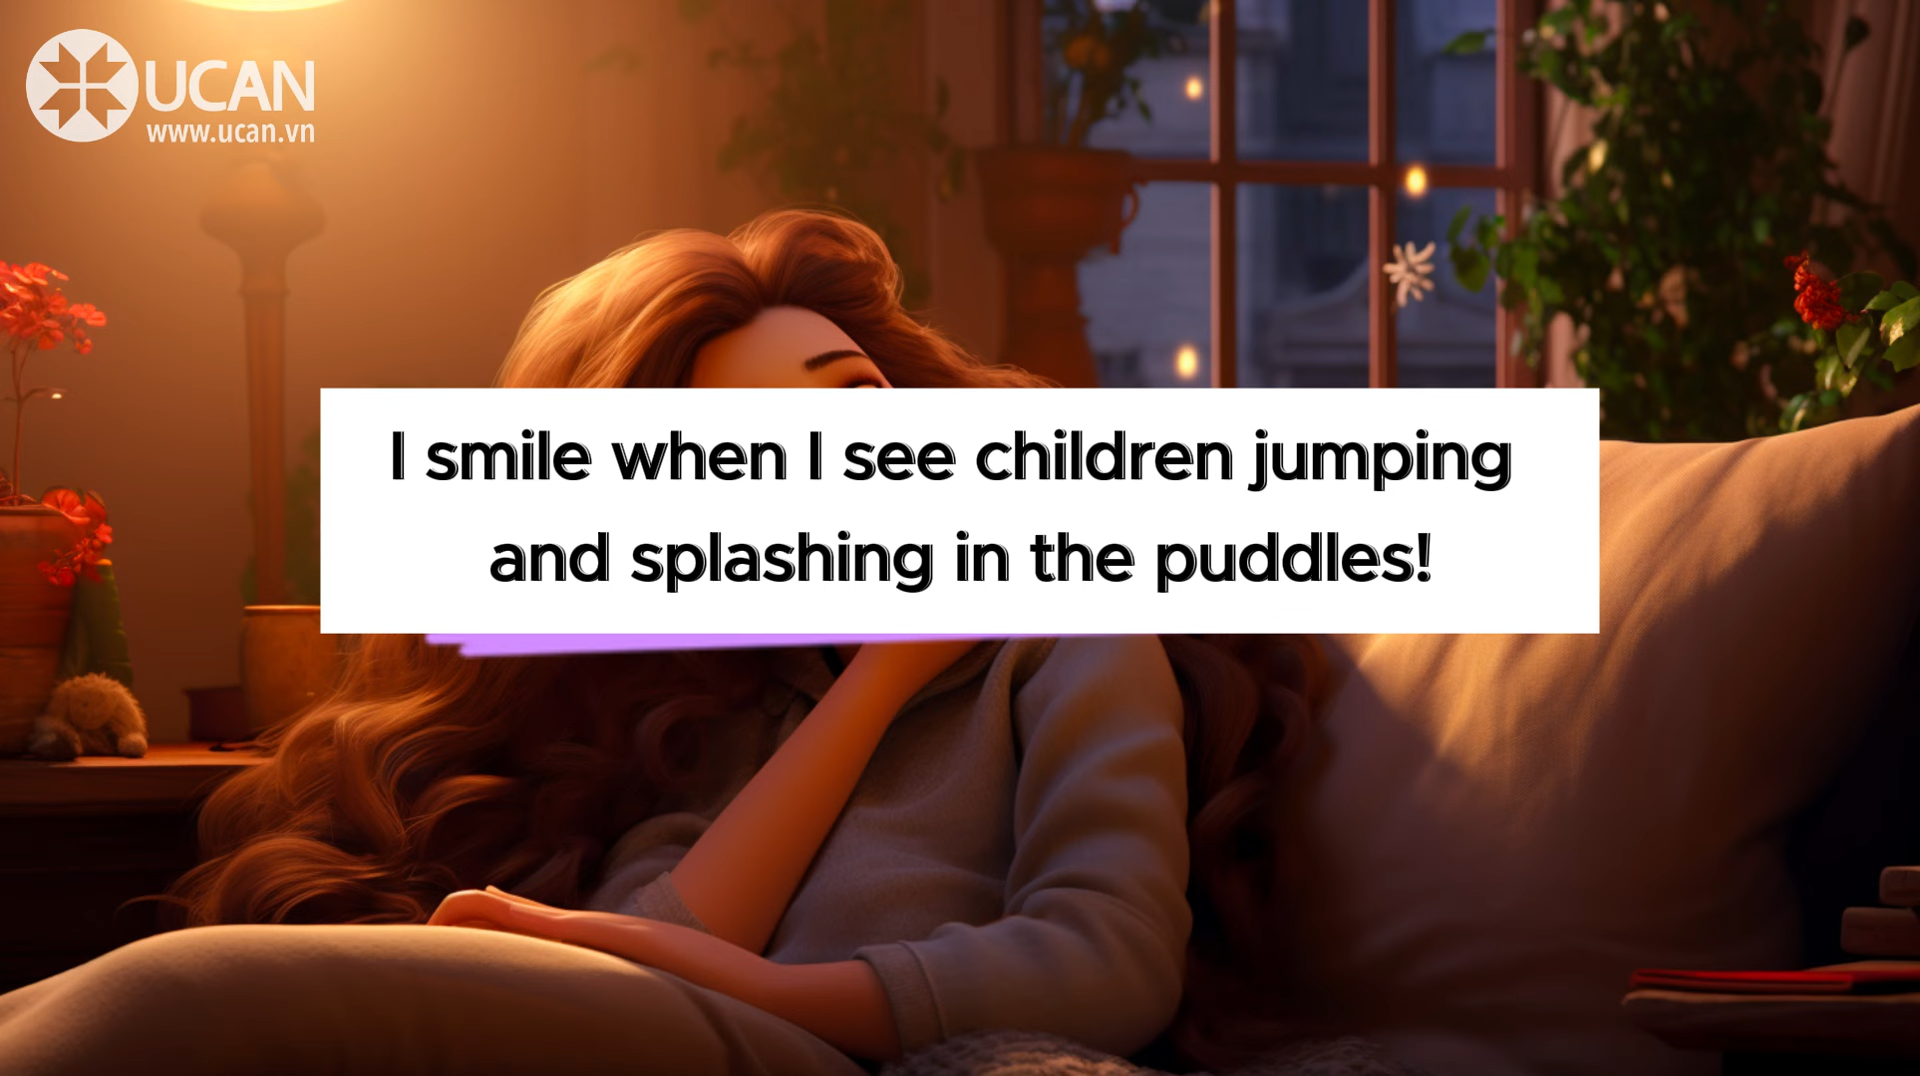 UCAN
www.ucan.vn
I smile when I see children jumping
and splashing in the puddles!